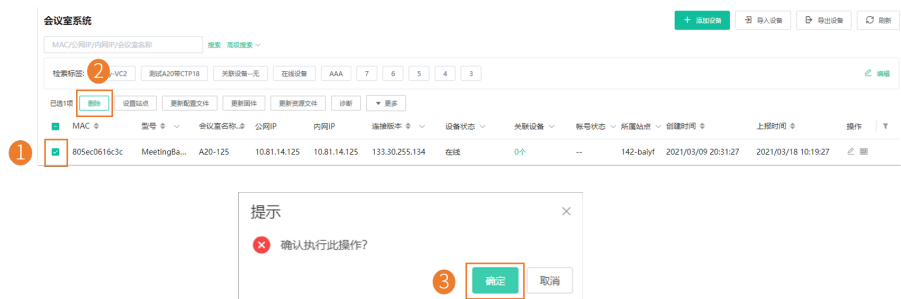 会议室系统
+ 添加设备
导入设备
导出设备
刷新
MAC/公网IP/内网IP/会议室名称
搜索 高级搜索
检索标签:
-VC2
测试A20带CTP18
关联设备--无
在线设备
AAA
7
6
5
4
3
编辑
2
已选1项
删除
设置站点
更新配置文件
更新固件
更新资源文件
诊断
更多
MAC 型号 会议室名称.. 公网IP 内网IP 连接版本 设备状态 关联设备 账号状态 所属站点 创建时间 上报时间 操作
1
805ec0616c3c MeetingBa... A20-125 10.81.14.125 10.81.14.125 133.30.255.134 在线 0个 -- 142-baiyf 2021/03/09 20:31:27 2021/03/18 10:19:27
提示
确认执行此操作?
3
确定
取消